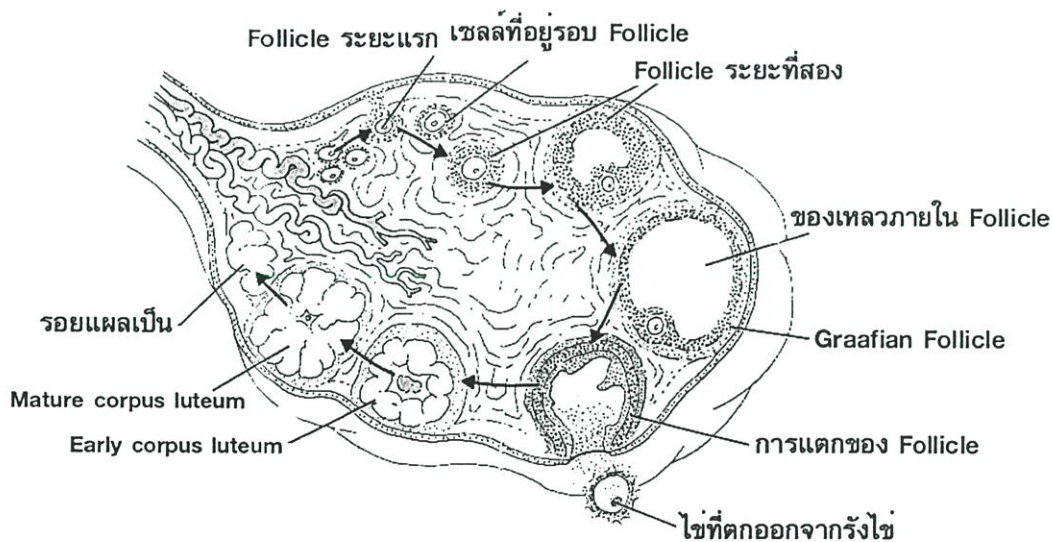 Follicle ระยะแรก
เซลล์ที่อยู่รอบ Follicle
Follicle ระยะที่สอง
ของเหลวภายใน Follicle
รอยแผลเป็น
Graafian Follicle
Mature corpus luteum
Early corpus luteum
การแตกของ Follicle
ไข่ที่ตกออกจากรังไข่